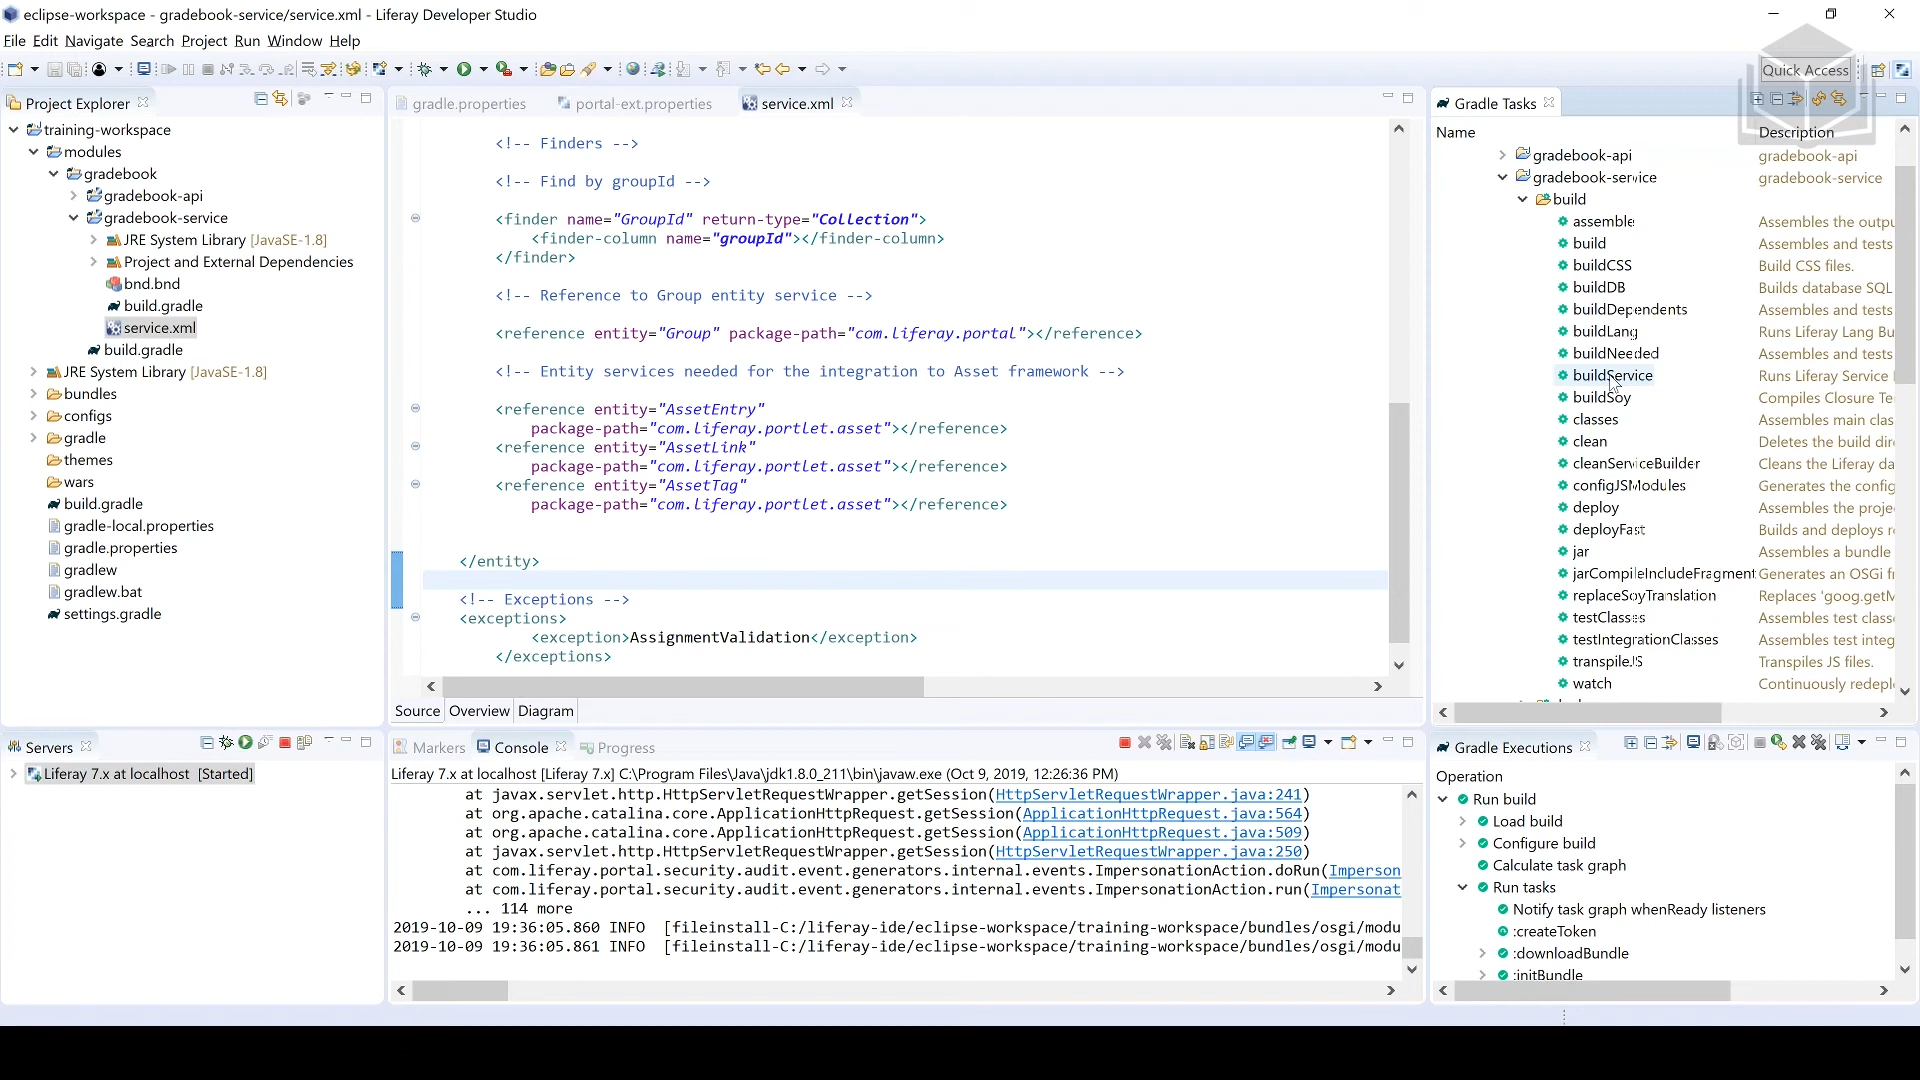 eclipse-workspace - gradebook-service/service.xml - Liferay Developer Studio
File Edit Navigate Search Project Run Window Help
Quick Access
Project Explorer
training-workspace
modules
gradebook
gradebook-api
gradebook-service
JRE System Library [JavaSE-1.8]
Project and External Dependencies
bnd.bnd
build.gradle
service.xml
build.gradle
JRE System Library [JavaSE-1.8]
bundles
configs
gradle
themes
wars
build.gradle
gradle-local.properties
gradle.properties
gradlew
gradlew.bat
settings.gradle
gradle.properties portal-ext.properties service.xml
<!-- Finders -->
<!-- Find by groupId -->
<finder name="GroupId" return-type="Collection">
<finder-column name="groupId"></finder-column>
</finder>
<!-- Reference to Group entity service -->
<reference entity="Group" package-path="com.liferay.portal"></reference>
<!-- Entity services needed for the integration to Asset framework -->
<reference entity="AssetEntry"
package-path="com.liferay.portlet.asset"></reference>
<reference entity="AssetLink"
package-path="com.liferay.portlet.asset"></reference>
<reference entity="AssetTag"
package-path="com.liferay.portlet.asset"></reference>
</entity>
<!-- Exceptions -->
<exceptions>
<exception>AssignmentValidation</exception>
</exceptions>
Source Overview Diagram
Gradle Tasks
Name Description
gradebook-api gradebook-api
gradebook-service gradebook-service
build
assemble Assembles the outpu
build Assembles and tests
buildCSS Build CSS files.
buildDB Builds database SQL
buildDependents Assembles and tests
buildLang Runs Liferay Lang Bu
buildNeeded Assembles and tests
buildService Runs Liferay Service
buildSoy Compiles Closure Te
classes Assembles main clas
clean Deletes the build dir
cleanServiceBuilder Cleans the Liferay da
configJSModules Generates the config
deploy Assembles the proje
deployFast Builds and deploys r
jar Assembles a bundle
jarCompileIncludeFragment Generates an OSGi fr
replaceSoyTranslation Replaces 'goog.getM
testClasses Assembles test class
testIntegrationClasses Assembles test integ
transpileJS Transpiles JS files.
watch Continuously redepl
Servers
Liferay 7.x at localhost [Started]
Markers Console Progress
Liferay 7.x at localhost [Liferay 7.x] C:\Program Files\Java\jdk1.8.0_211\bin\javaw.exe (Oct 9, 2019, 12:26:36 PM)
at javax.servlet.http.HttpServletRequestWrapper.getSession(HttpServletRequestWrapper.java:241)
at org.apache.catalina.core.ApplicationHttpRequest.getSession(ApplicationHttpRequest.java:564)
at org.apache.catalina.core.ApplicationHttpRequest.getSession(ApplicationHttpRequest.java:509)
at javax.servlet.http.HttpServletRequestWrapper.getSession(HttpServletRequestWrapper.java:250)
at com.liferay.portal.security.audit.event.generators.internal.events.ImpersonationAction.doRun(Imperson
at com.liferay.portal.security.audit.event.generators.internal.events.ImpersonationAction.run(Impersonat
... 114 more
2019-10-09 19:36:05.860 INFO [fileinstall-C:/liferay-ide/eclipse-workspace/training-workspace/bundles/osgi/modu
2019-10-09 19:36:05.861 INFO [fileinstall-C:/liferay-ide/eclipse-workspace/training-workspace/bundles/osgi/modu
Gradle Executions
Operation
Run build
Load build
Configure build
Calculate task graph
Run tasks
Notify task graph whenReady listeners
:createToken
:downloadBundle
:initBundle